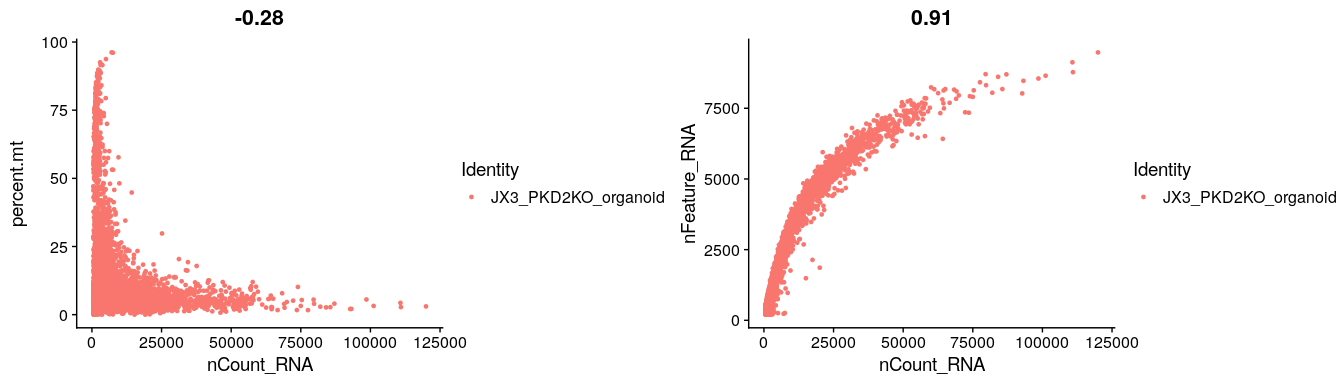 -0.28
percent.mt
100
75
50
25
0
0 25000 50000 75000 100000 125000
nCount_RNA
Identity
JX3_PKD2KO_organoid
0.91
nFeature_RNA
7500
5000
2500
0
0 25000 50000 75000 100000 125000
nCount_RNA
Identity
JX3_PKD2KO_organoid